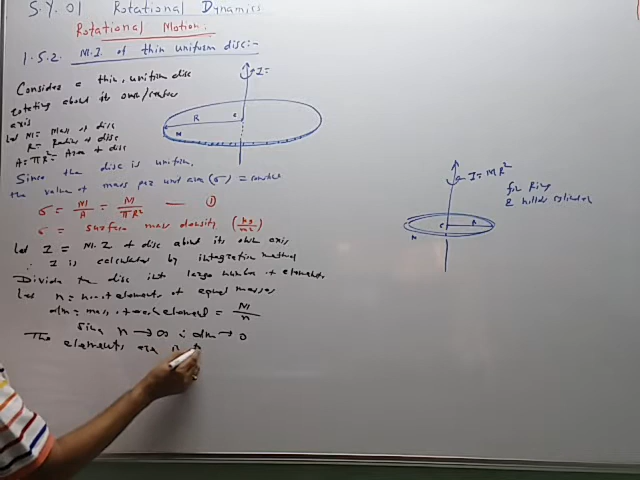 S.Y. 01 Rotational Dynamics
Rotational Motion.
1.5.2. M.I. of thin uniform disc:-
Consider a thin, uniform disc
rotating about its own/centre
axis
Let M = Mass of disc
R = Radius of disc
A = πR² = Area of disc
Since the disc is uniform,
the value of mass per unit area (σ) = constant
σ = M/A = M/πR² — ①
σ = surface mass density (kg/m²)
Let I = M.I of disc about its own axis
∴ I is calculated by integration method
Divide the disc into large number of elements
Let n = no. of elements of equal masses
dm = mass of each element = M/n
Since n → ∞ ; dm → 0
The elements are
I =
R
C
M
I = MR²
for Ring
& hollow cylinder
C
R
M